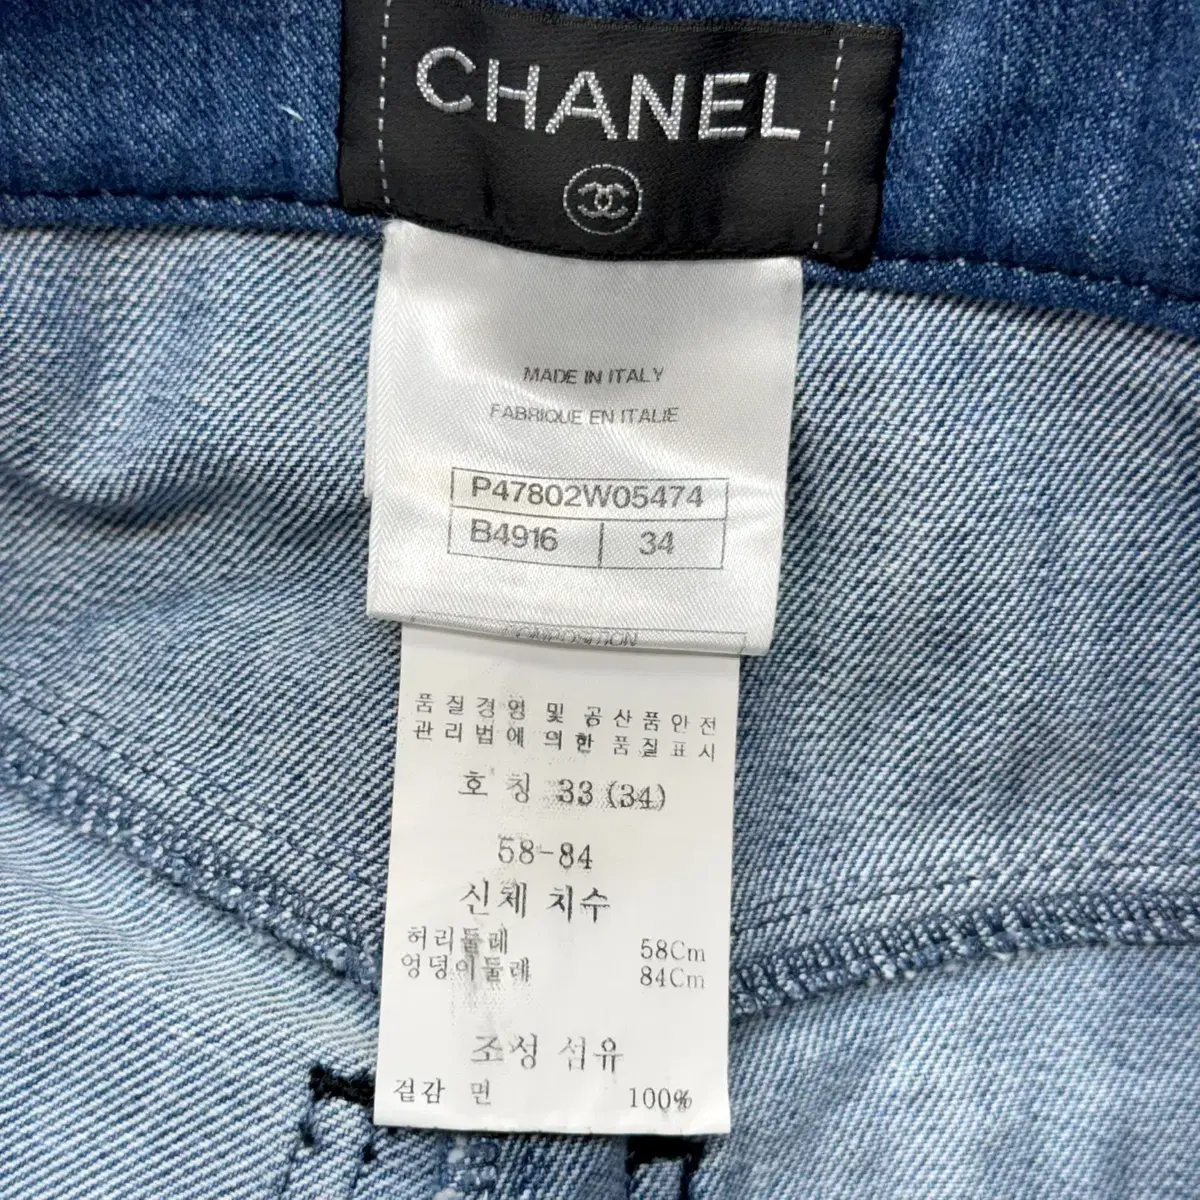 CHANEL
MADE IN ITALY
FABRIQUE EN ITALIE
P47802W05474
B4916 34
COMPOSITION
품질경영 및 공산품안전
관리법에 의한 품질표시
호칭 33 (34)
58-84
신체 치수
허리둘레 58Cm
엉덩이둘레 84Cm
조성 섬유
겉감 면 100%